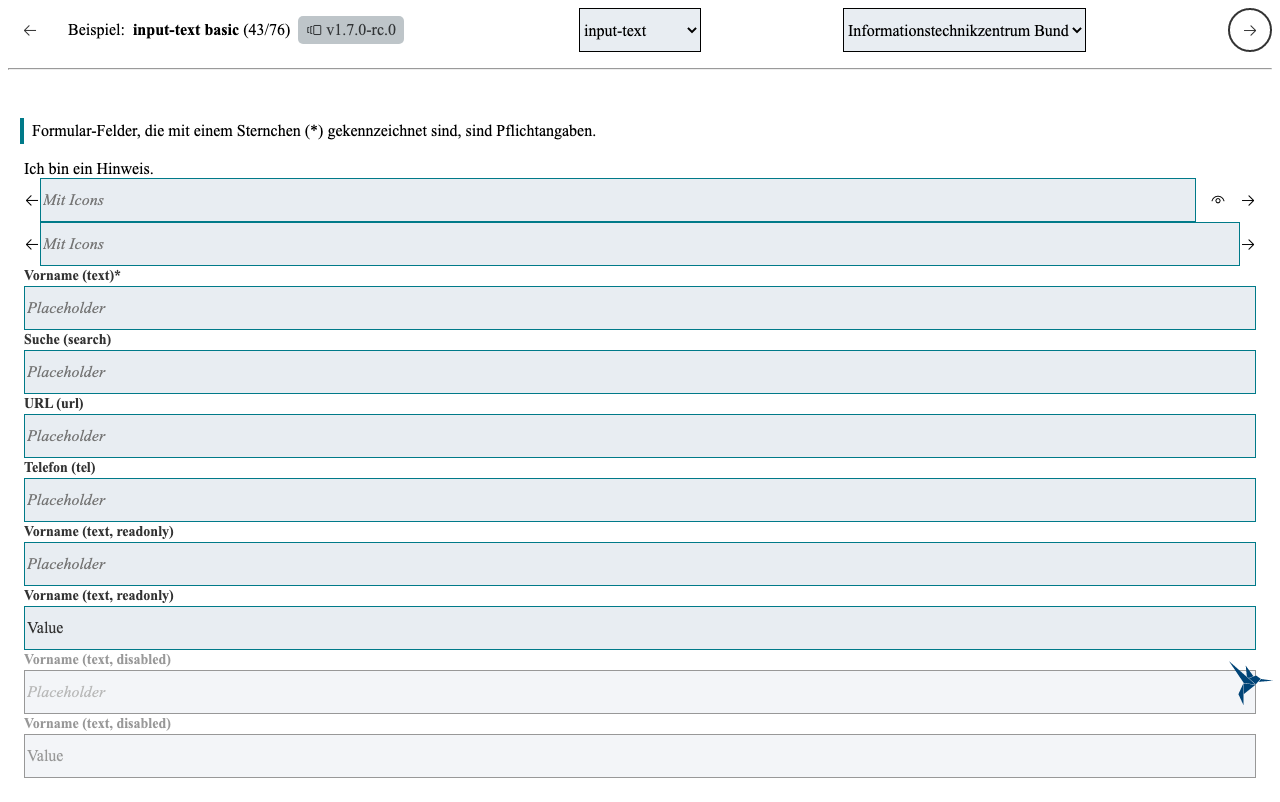 ← Beispiel: input-text basic (43/76) v1.7.0-rc.0 input-text Informationstechnikzentrum Bund →
Formular-Felder, die mit einem Sternchen (*) gekennzeichnet sind, sind Pflichtangaben.
Ich bin ein Hinweis.
← Mit Icons →
← Mit Icons →
Vorname (text)*
Placeholder
Suche (search)
Placeholder
URL (url)
Placeholder
Telefon (tel)
Placeholder
Vorname (text, readonly)
Placeholder
Vorname (text, readonly)
Value
Vorname (text, disabled)
Placeholder
Vorname (text, disabled)
Value